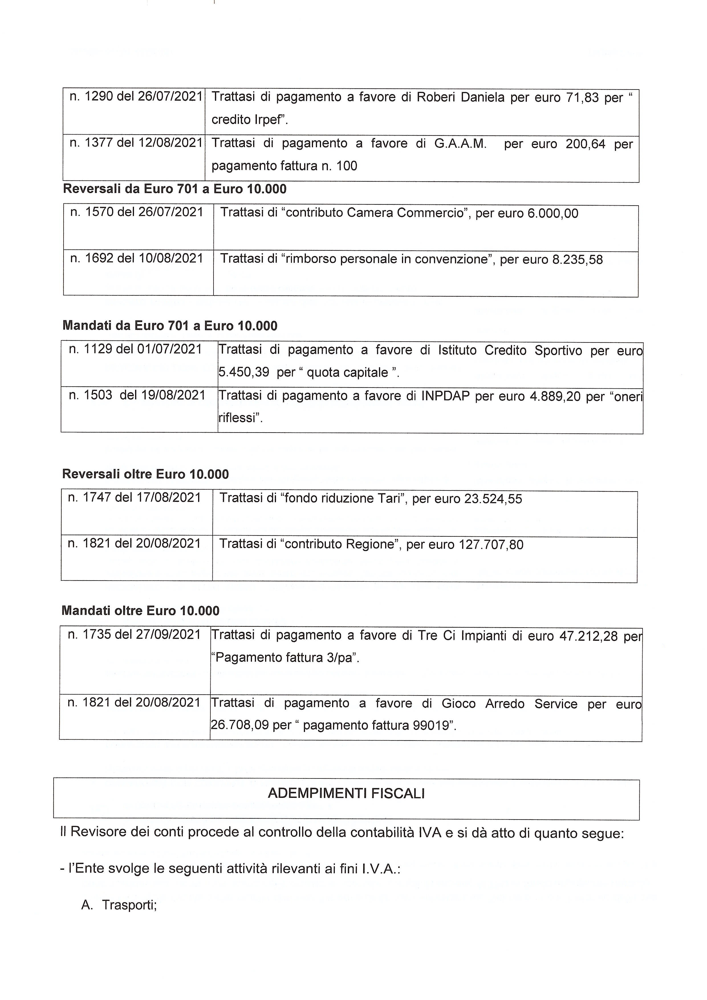 n. 1290 del 26/07/2021 Trattasi di pagamento a favore di Roberi Daniela per euro 71,83 per “
credito Irpef”.
n. 1377 del 12/08/2021 Trattasi di pagamento a favore di G.A.A.M. per euro 200,64 per
pagamento fattura n. 100
Reversali da Euro 701 a Euro 10.000
n. 1570 del 26/07/2021 Trattasi di “contributo Camera Commercio”, per euro 6.000,00
n. 1692 del 10/08/2021 Trattasi di “rimborso personale in convenzione”, per euro 8.235,58
Mandati da Euro 701 a Euro 10.000
n. 1129 del 01/07/2021 Trattasi di pagamento a favore di Istituto Credito Sportivo per euro
5.450,39 per “ quota capitale ”.
n. 1503 del 19/08/2021 Trattasi di pagamento a favore di INPDAP per euro 4.889,20 per “oneri
riflessi”.
Reversali oltre Euro 10.000
n. 1747 del 17/08/2021 Trattasi di “fondo riduzione Tari”, per euro 23.524,55
n. 1821 del 20/08/2021 Trattasi di “contributo Regione”, per euro 127.707,80
Mandati oltre Euro 10.000
n. 1735 del 27/09/2021 Trattasi di pagamento a favore di Tre Ci Impianti di euro 47.212,28 per
“Pagamento fattura 3/pa”.
n. 1821 del 20/08/2021 Trattasi di pagamento a favore di Gioco Arredo Service per euro
26.708,09 per “ pagamento fattura 99019”.
ADEMPIMENTI FISCALI
Il Revisore dei conti procede al controllo della contabilità IVA e si dà atto di quanto segue:
- l’Ente svolge le seguenti attività rilevanti ai fini I.V.A.:
A. Trasporti;